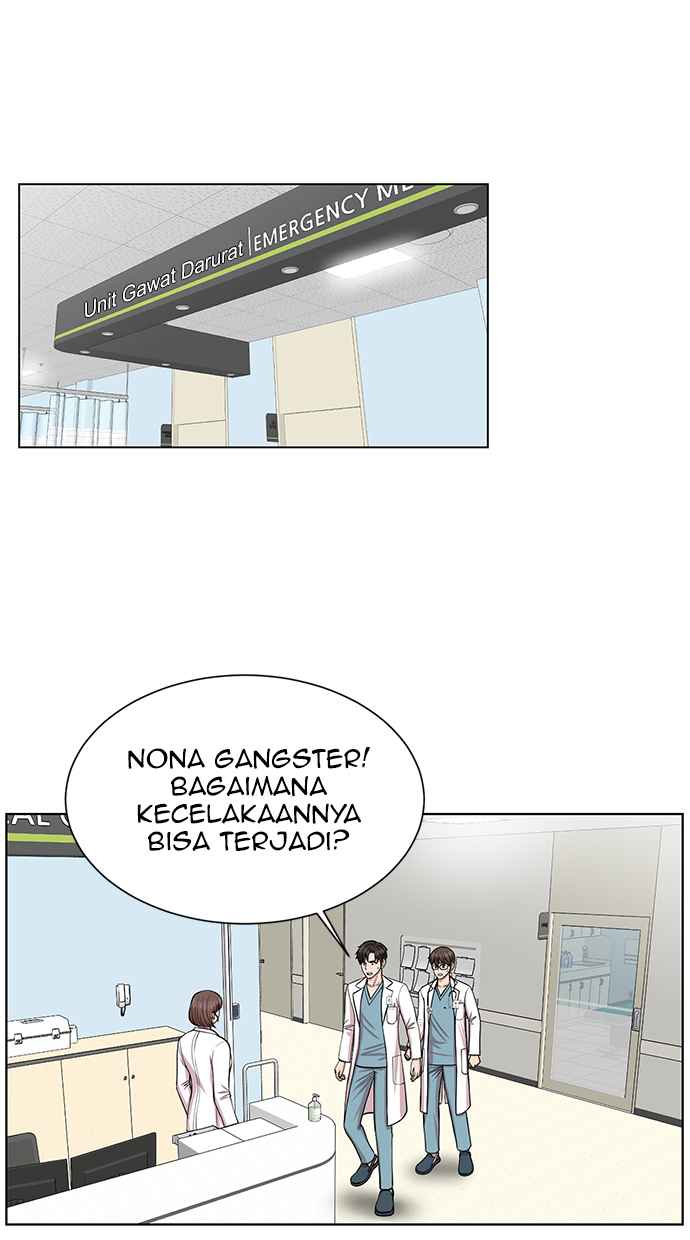 Unit Gawat Darurat | EMERGENCY ME
NONA GANGSTER!
BAGAIMANA
KECELAKAANNYA
BISA TERJADI?